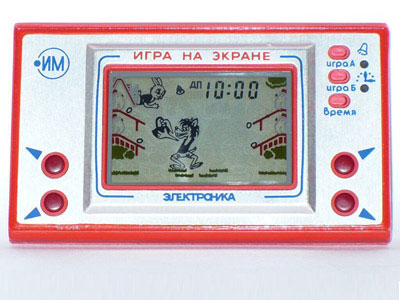 ИМ
ИГРА НА ЭКРАНЕ
ДП 10:00
игра А
игра Б
Время
ЭЛЕКТРОНИКА